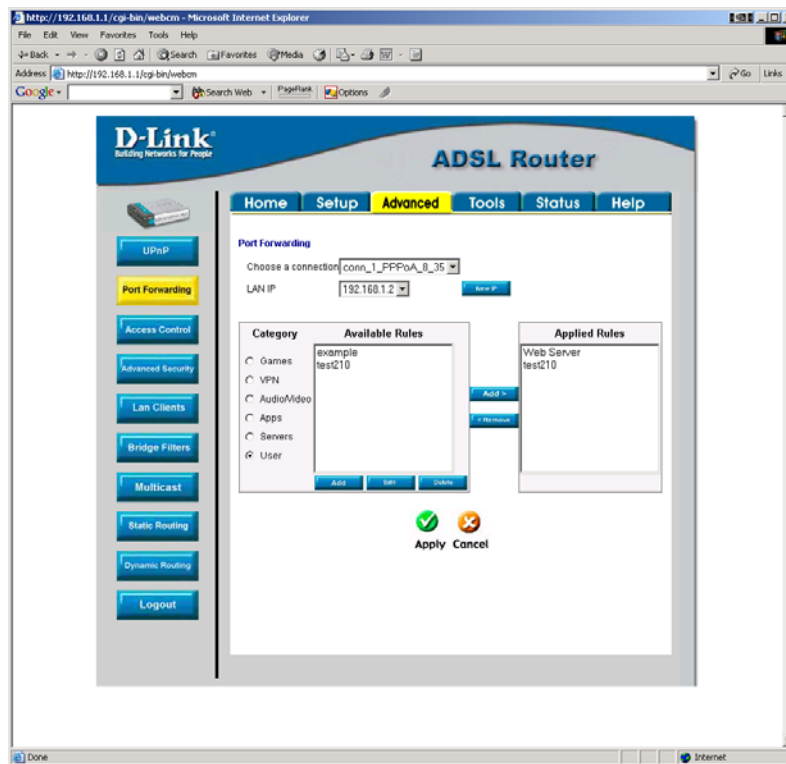 http://192.168.1.1/cgi-bin/webcm - Microsoft Internet Explorer
File Edit View Favorites Tools Help
Back Search Favorites Media
Address http://192.168.1.1/cgi-bin/webcm Go Links
Google Search Web PageRank Options
D-Link
Building Networks for People
ADSL Router
Home Setup Advanced Tools Status Help
UPnP
Port Forwarding
Access Control
Advanced Security
Lan Clients
Bridge Filters
Multicast
Static Routing
Dynamic Routing
Logout
Port Forwarding
Choose a connection conn_1_PPPoA_8_35
LAN IP 192.168.1.2 New IP
Category Available Rules Applied Rules
Games
VPN
Audio/Video
Apps
Servers
User
example
test210
Add >
< Remove
Web Server
test210
Add Edit Delete
Apply Cancel
Done Internet